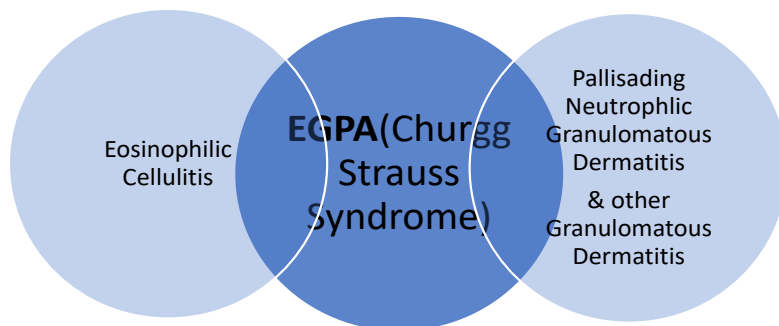 Eosinophilic
Cellulitis
EGPA(Churgg
Strauss
Syndrome)
Pallisading
Neutrophlic
Granulomatous
Dermatitis
& other
Granulomatous
Dermatitis